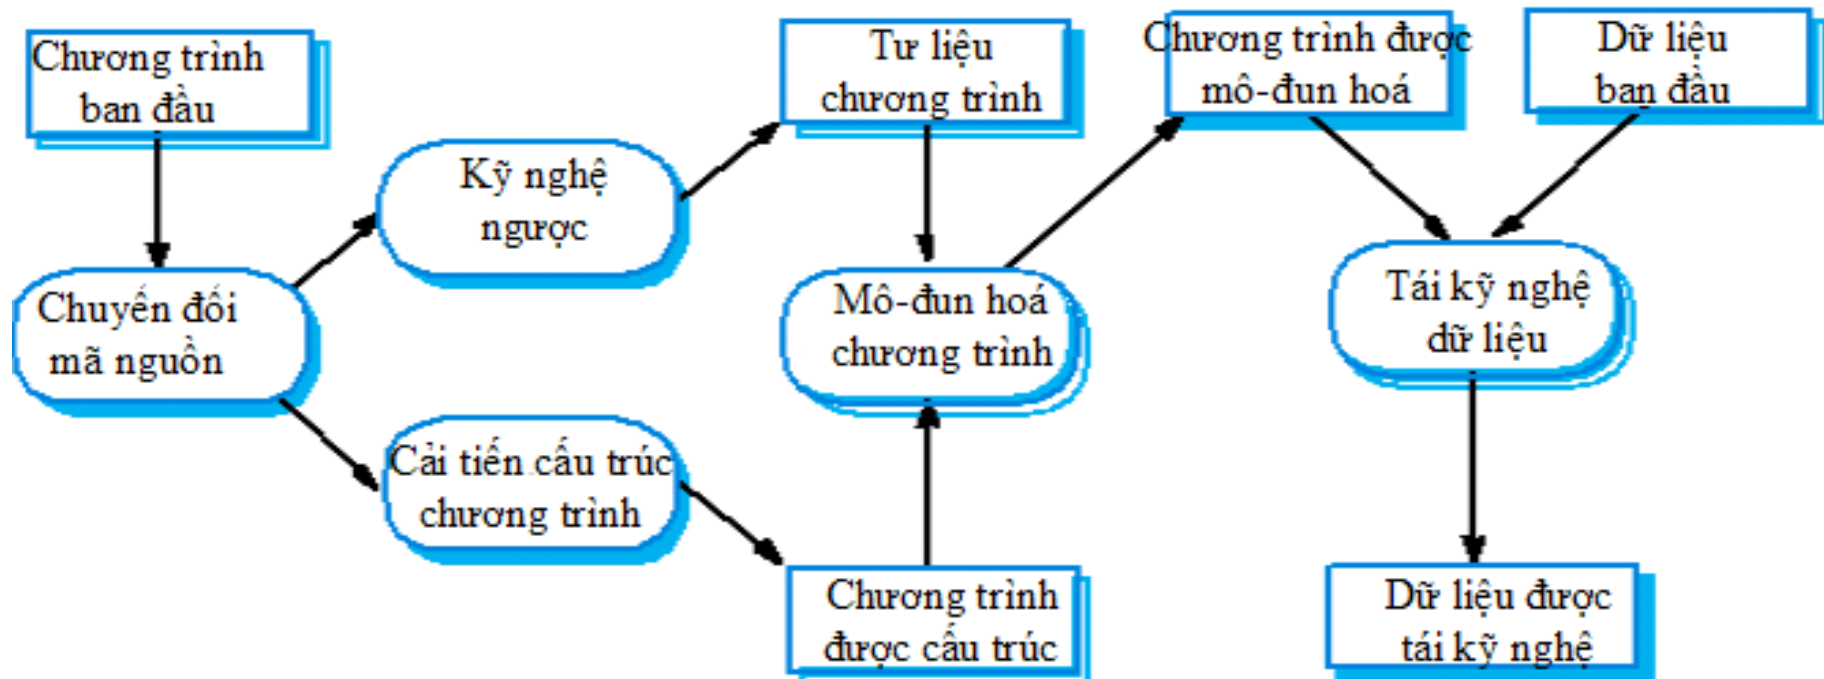 Chương trình
ban đầu
Tư liệu
chương trình
Chương trình được
mô-đun hoá
Dữ liệu
ban đầu
Kỹ nghệ
ngược
Chuyển đổi
mã nguồn
Mô-đun hoá
chương trình
Tái kỹ nghệ
dữ liệu
Cải tiến cấu trúc
chương trình
Chương trình
được cấu trúc
Dữ liệu được
tái kỹ nghệ